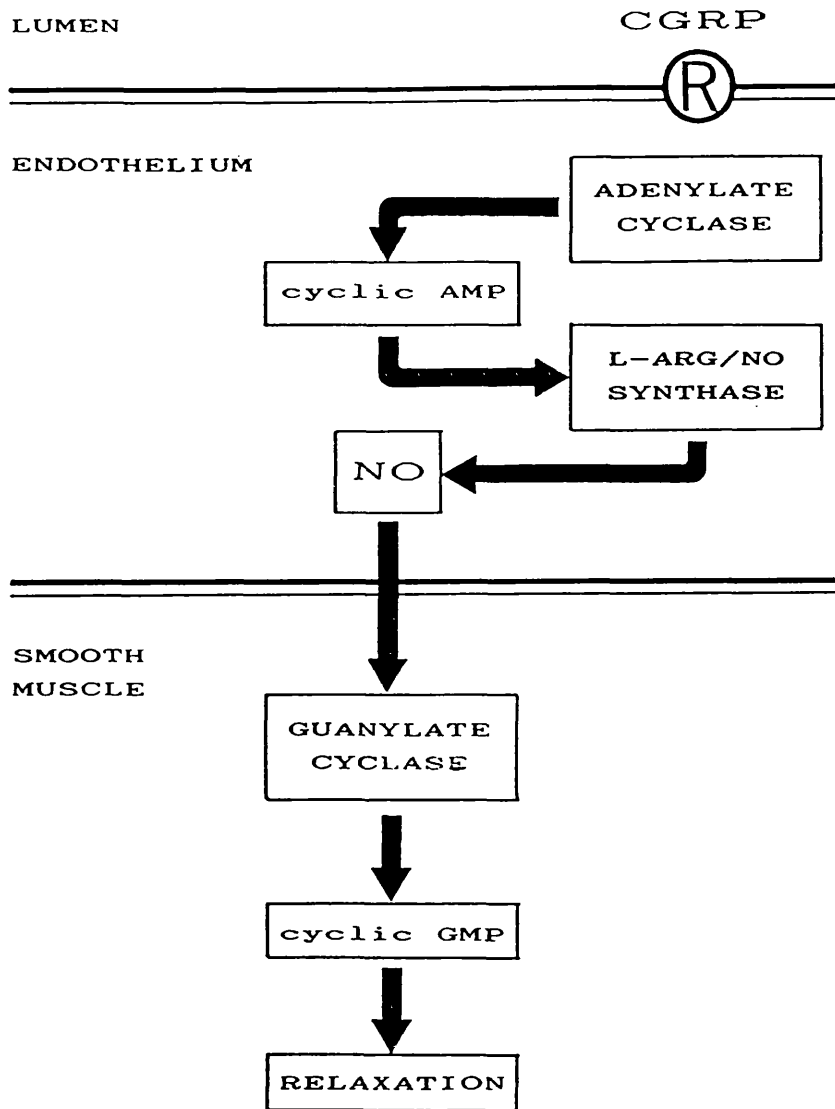 LUMEN
CGRP
R
ENDOTHELIUM
ADENYLATE
CYCLASE
cyclic AMP
L-ARG/NO
SYNTHASE
NO
SMOOTH
MUSCLE
GUANYLATE
CYCLASE
cyclic GMP
RELAXATION